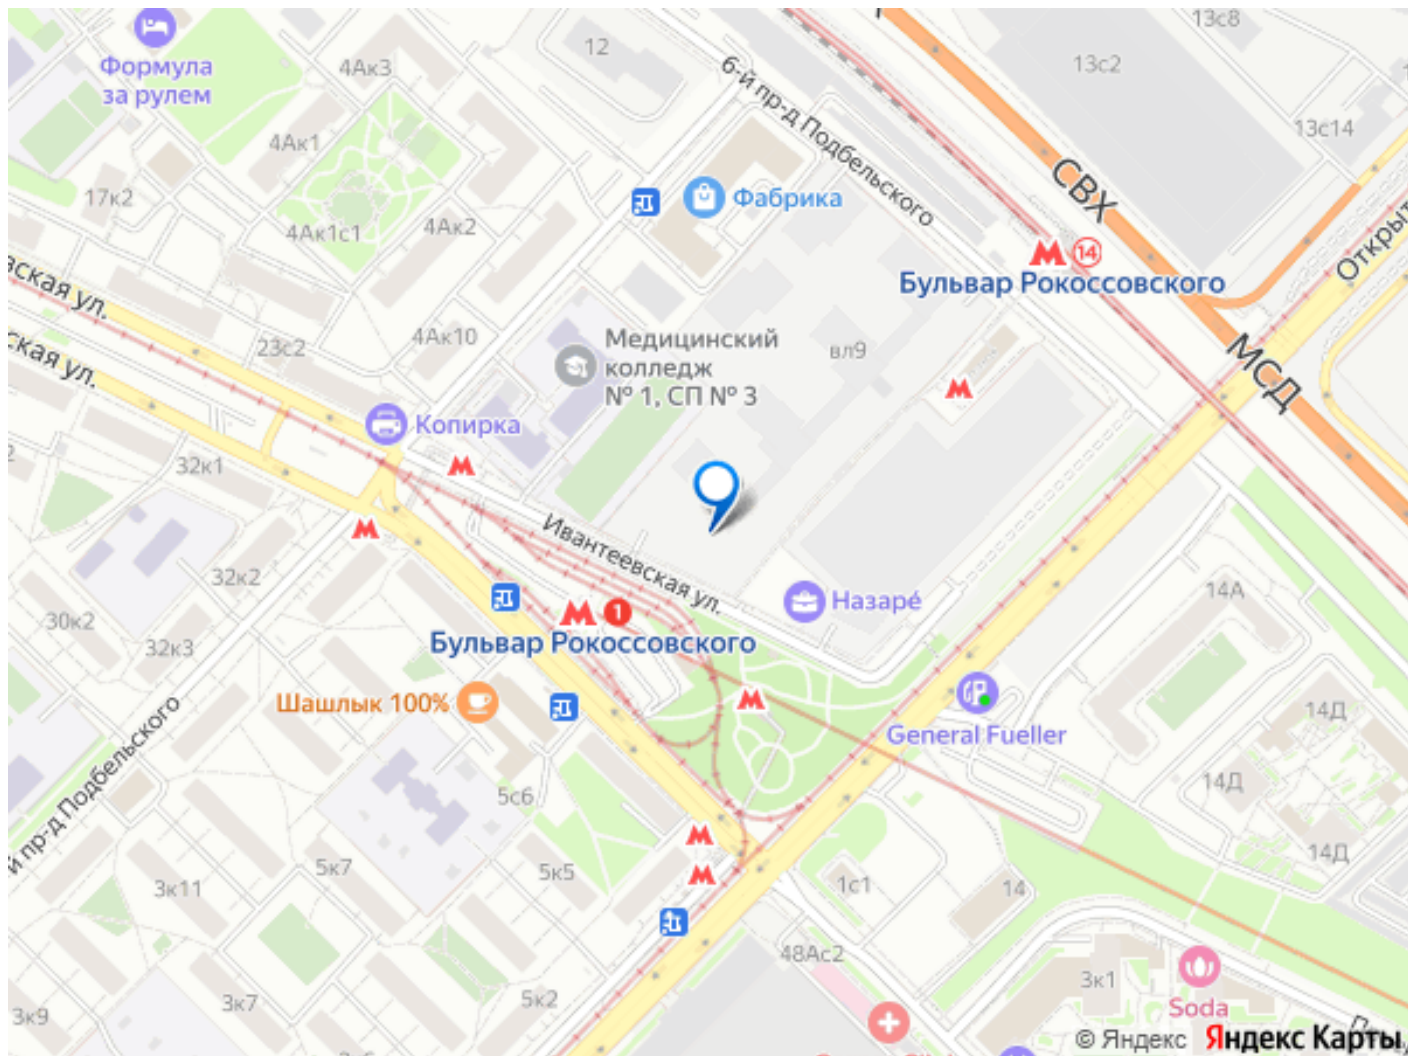 13с8
12
6-й пр-д Подбельского
13с2
Формула
за рулем
4Ак3
4Ак1
13с14
СВХ
17к2
Фабрика
4Ак1с1
4Ак2
14
Бульвар Рокоссовского
ская ул.
23с2
4Ак10
Медицинский
колледж
№ 1, СП № 3
вл9
МСД
ская ул.
Копирка
32к1
Ивантеевская ул.
32к2
14А
30к2
1
Назаре́
32к3
Бульвар Рокоссовского
Шашлык 100%
General Fueller
14Д
й пр-д Подбельского
5с6
14Д
14Д
5к7
5к5
3к11
1с1
14
48Ас2
3к1
3к9
3к7
5к2
Soda
© Яндекс Яндекс Карты